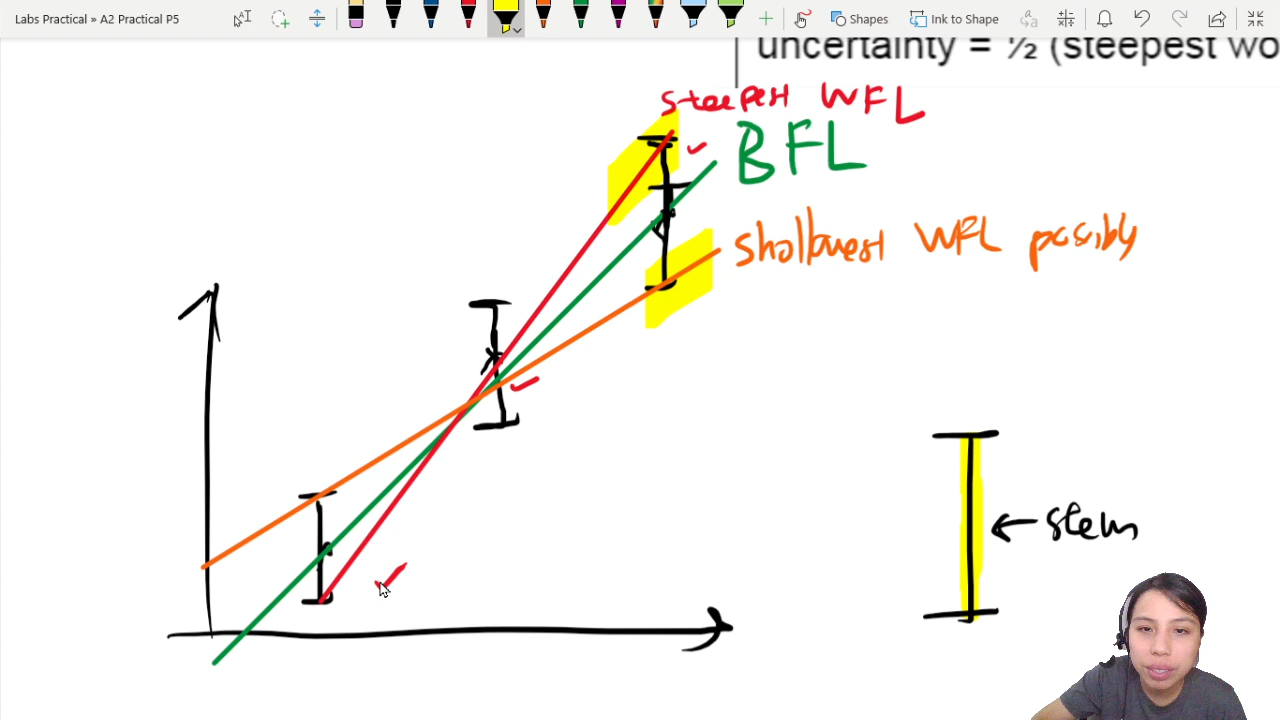 Labs Practical » A2 Practical P5
Shapes
Ink to Shape
uncertainty = ½ (steepest wo
steepest WFL
BFL
shallowest WFL possibly
← stem